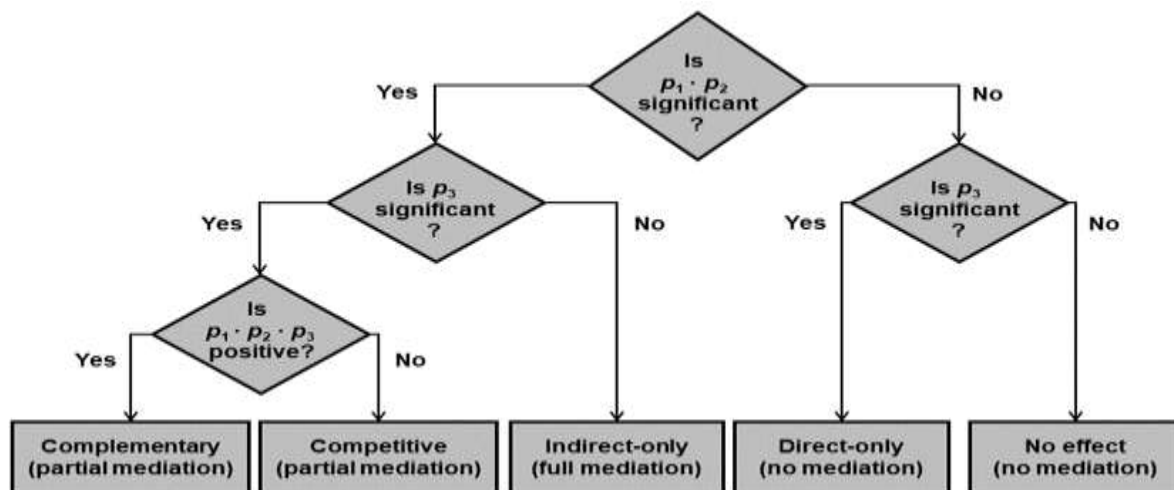 Is
p₁ · p₂
significant
?
Yes
No
Is p₃
significant
?
Yes
No
Is p₃
significant
?
Yes
No
Is
p₁ · p₂ · p₃
positive?
Yes
No
Complementary
(partial mediation)
Competitive
(partial mediation)
Indirect-only
(full mediation)
Direct-only
(no mediation)
No effect
(no mediation)